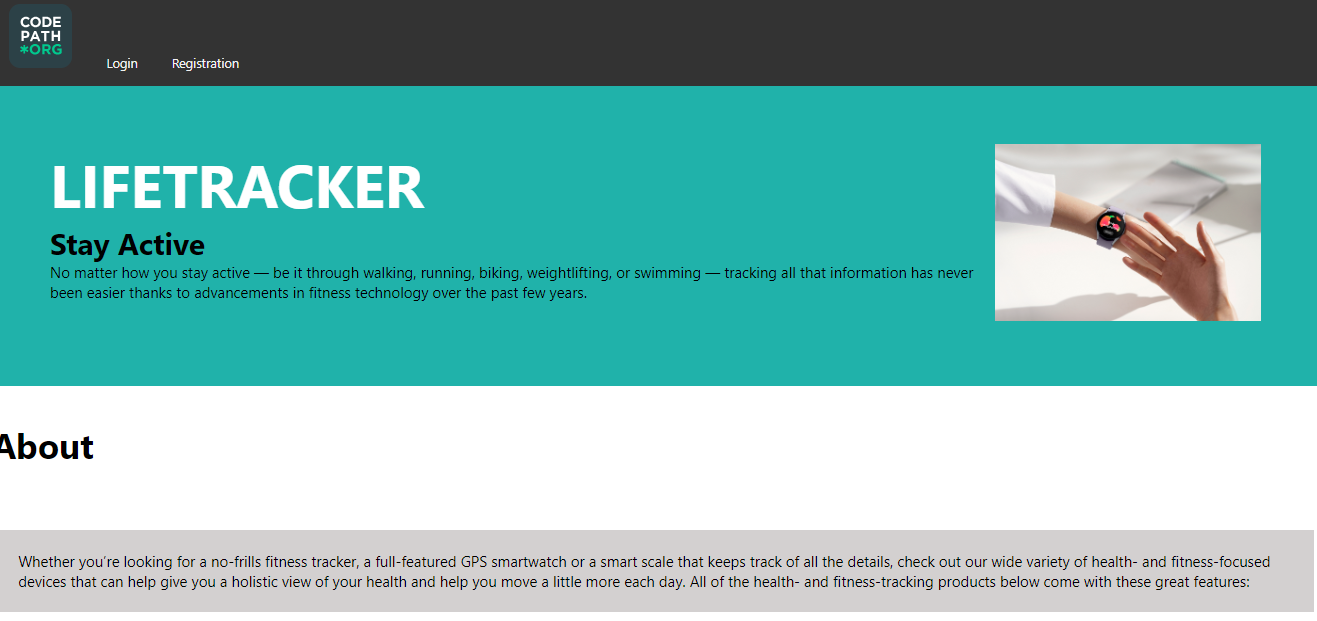 CODE
PATH
*ORG
Login
Registration
LIFETRACKER
Stay Active
No matter how you stay active — be it through walking, running, biking, weightlifting, or swimming — tracking all that information has never
been easier thanks to advancements in fitness technology over the past few years.
About
Whether you're looking for a no-frills fitness tracker, a full-featured GPS smartwatch or a smart scale that keeps track of all the details, check out our wide variety of health- and fitness-focused
devices that can help give you a holistic view of your health and help you move a little more each day. All of the health- and fitness-tracking products below come with these great features: